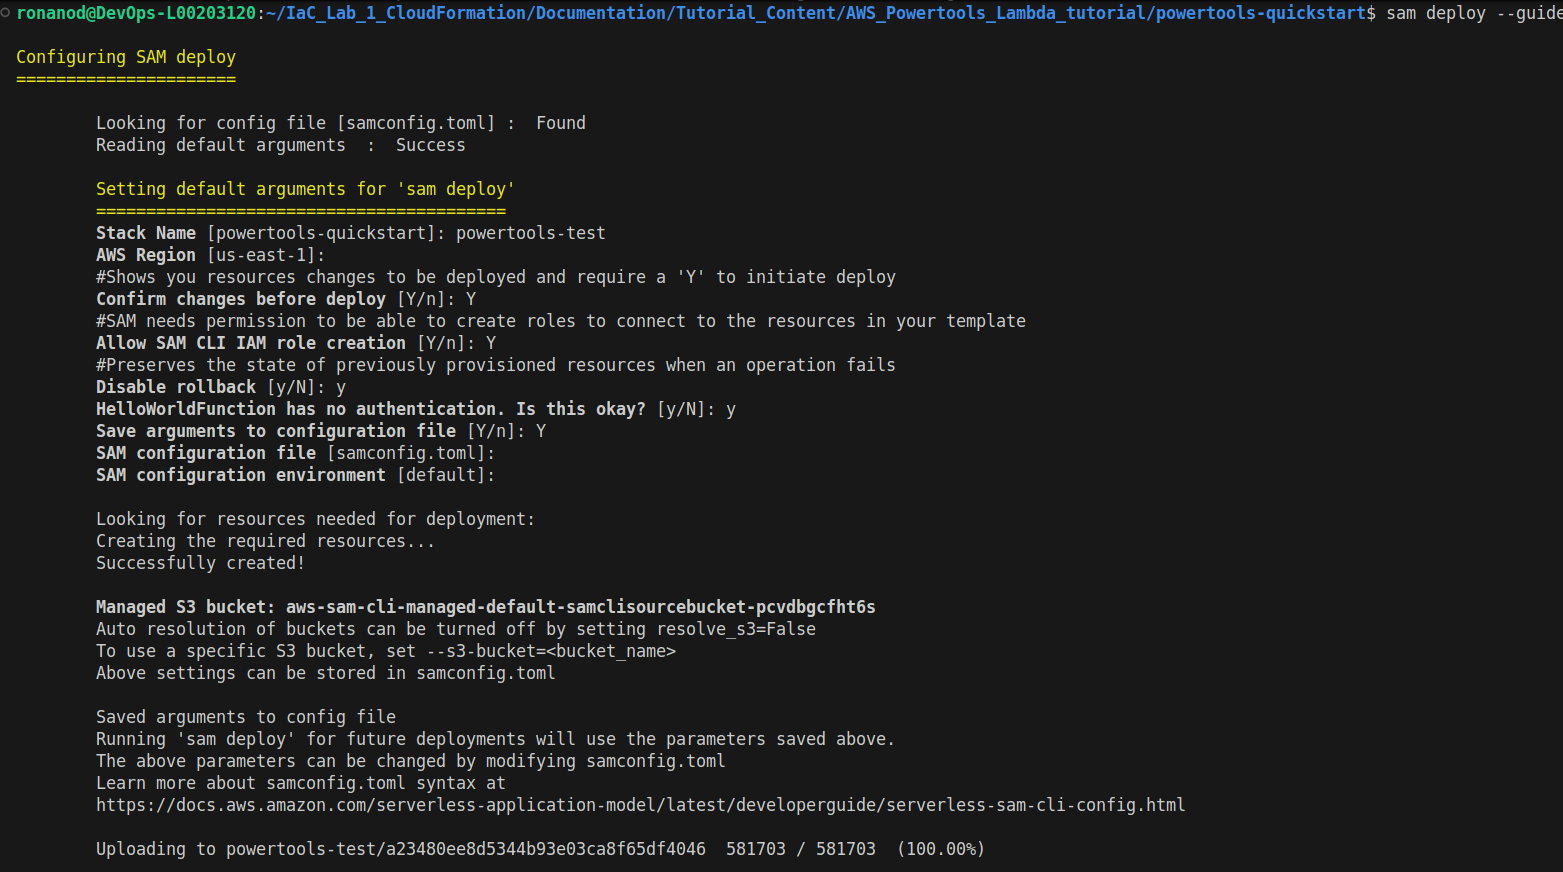 ronanod@DevOps-L00203120:~/IaC_Lab_1_CloudFormation/Documentation/Tutorial_Content/AWS_Powertools_Lambda_tutorial/powertools-quickstart$ sam deploy --guide
Configuring SAM deploy
======================
Looking for config file [samconfig.toml] :  Found
Reading default arguments  :  Success
Setting default arguments for 'sam deploy'
=========================================
Stack Name [powertools-quickstart]: powertools-test
AWS Region [us-east-1]:
#Shows you resources changes to be deployed and require a 'Y' to initiate deploy
Confirm changes before deploy [Y/n]: Y
#SAM needs permission to be able to create roles to connect to the resources in your template
Allow SAM CLI IAM role creation [Y/n]: Y
#Preserves the state of previously provisioned resources when an operation fails
Disable rollback [y/N]: y
HelloWorldFunction has no authentication. Is this okay? [y/N]: y
Save arguments to configuration file [Y/n]: Y
SAM configuration file [samconfig.toml]:
SAM configuration environment [default]:
Looking for resources needed for deployment:
Creating the required resources...
Successfully created!
Managed S3 bucket: aws-sam-cli-managed-default-samclisourcebucket-pcvdbgcfht6s
Auto resolution of buckets can be turned off by setting resolve_s3=False
To use a specific S3 bucket, set --s3-bucket=<bucket_name>
Above settings can be stored in samconfig.toml
Saved arguments to config file
Running 'sam deploy' for future deployments will use the parameters saved above.
The above parameters can be changed by modifying samconfig.toml
Learn more about samconfig.toml syntax at
https://docs.aws.amazon.com/serverless-application-model/latest/developerguide/serverless-sam-cli-config.html
Uploading to powertools-test/a23480ee8d5344b93e03ca8f65df4046  581703 / 581703  (100.00%)